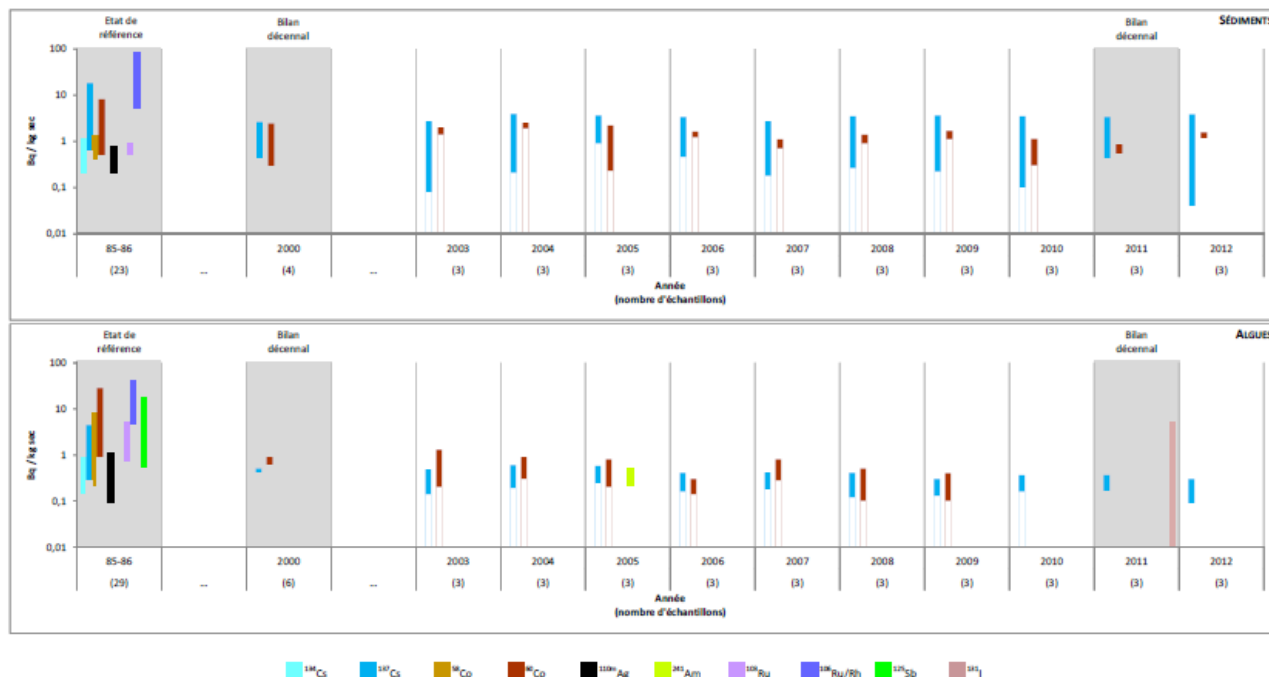 SÉDIMENTS
Etat de référence
Bilan décennal
Bilan décennal
Bq / kg sec
100
10
1
0,1
0,01
85-86 2000 2003 2004 2005 2006 2007 2008 2009 2010 2011 2012
(23) ... (4) ... (3) (3) (3) (3) (3) (3) (3) (3) (3) (3)
Année
(nombre d'échantillons)
ALGUES
Etat de référence
Bilan décennal
Bilan décennal
Bq / kg sec
100
10
1
0,1
0,01
85-86 2000 2003 2004 2005 2006 2007 2008 2009 2010 2011 2012
(29) ... (6) ... (3) (3) (3) (3) (3) (3) (3) (3) (3) (3)
Année
(nombre d'échantillons)
¹³⁴Cs ¹³⁷Cs ⁵⁸Co ⁶⁰Co ¹¹⁰ᵐAg ²⁴¹Am ¹⁰³Ru ¹⁰⁶Ru/Rh ¹²⁵Sb ¹³¹I